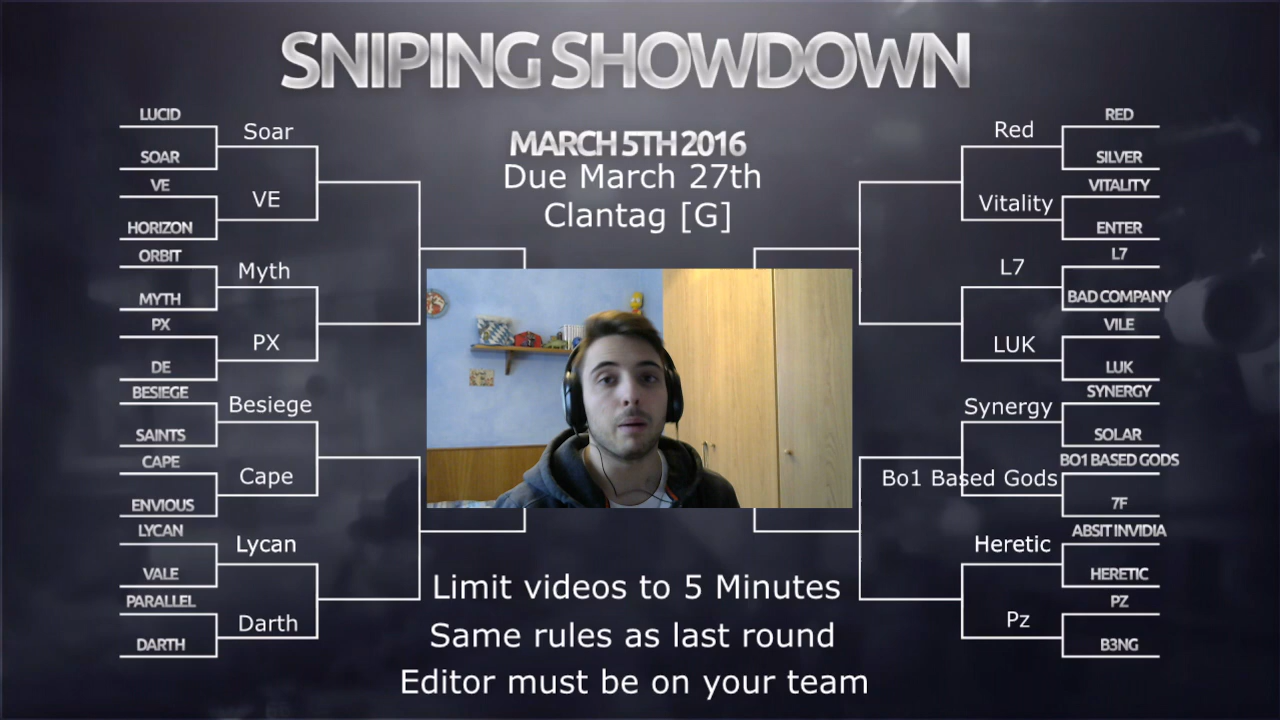 SNIPING SHOWDOWN
MARCH 5TH 2016
Due March 27th
Clantag [G]
LUCID
SOAR
VE
HORIZON
ORBIT
MYTH
PX
DE
BESIEGE
SAINTS
CAPE
ENVIOUS
LYCAN
VALE
PARALLEL
DARTH
Soar
VE
Myth
PX
Besiege
Cape
Lycan
Darth
Red
Vitality
L7
LUK
Synergy
Bo1 Based Gods
Heretic
Pz
RED
SILVER
VITALITY
ENTER
L7
BAD COMPANY
VILE
LUK
SYNERGY
SOLAR
BO1 BASED GODS
7F
ABSIT INVIDIA
HERETIC
PZ
B3NG
Limit videos to 5 Minutes
Same rules as last round
Editor must be on your team